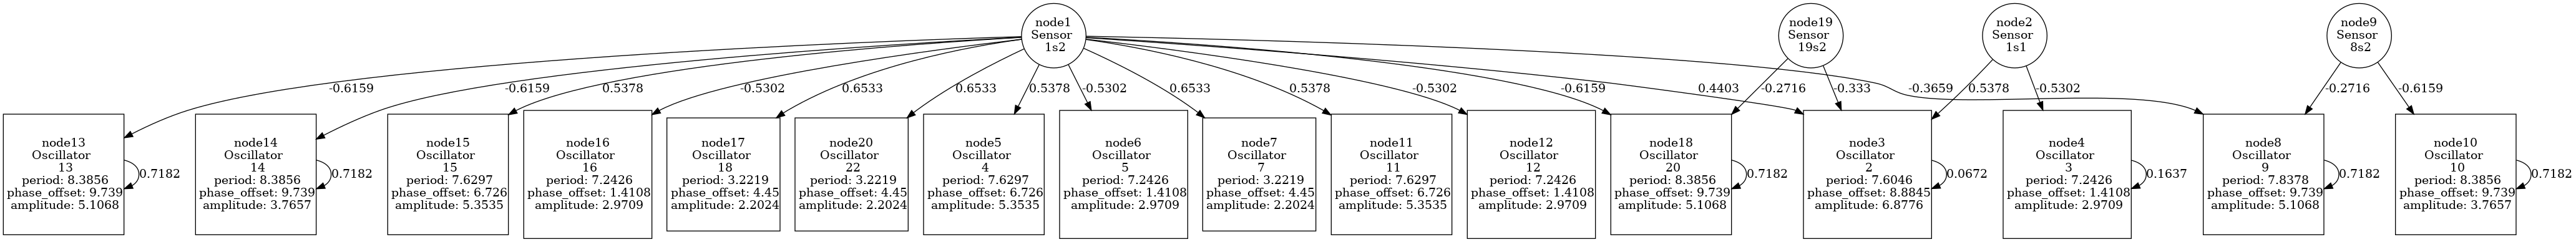 node1
Sensor
1s2
node19
Sensor
19s2
node2
Sensor
1s1
node9
Sensor
8s2
-0.6159
-0.6159
0.5378
-0.5302
0.6533
0.6533
0.5378
-0.5302
0.6533
0.5378
-0.5302
-0.6159
-0.2716
-0.333
0.4403
-0.3659
0.5378
-0.5302
-0.2716
-0.6159
node13
Oscillator
13
period: 8.3856
phase_offset: 9.739
amplitude: 5.1068
0.7182
node14
Oscillator
14
period: 8.3856
phase_offset: 9.739
amplitude: 3.7657
0.7182
node15
Oscillator
15
period: 7.6297
phase_offset: 6.726
amplitude: 5.3535
node16
Oscillator
16
period: 7.2426
phase_offset: 1.4108
amplitude: 2.9709
node17
Oscillator
18
period: 3.2219
phase_offset: 4.45
amplitude: 2.2024
node20
Oscillator
22
period: 3.2219
phase_offset: 4.45
amplitude: 2.2024
node5
Oscillator
4
period: 7.6297
phase_offset: 6.726
amplitude: 5.3535
node6
Oscillator
5
period: 7.2426
phase_offset: 1.4108
amplitude: 2.9709
node7
Oscillator
7
period: 3.2219
phase_offset: 4.45
amplitude: 2.2024
node11
Oscillator
11
period: 7.6297
phase_offset: 6.726
amplitude: 5.3535
node12
Oscillator
12
period: 7.2426
phase_offset: 1.4108
amplitude: 2.9709
node18
Oscillator
20
period: 8.3856
phase_offset: 9.739
amplitude: 5.1068
0.7182
node3
Oscillator
2
period: 7.6046
phase_offset: 8.8845
amplitude: 6.8776
0.0672
node4
Oscillator
3
period: 7.2426
phase_offset: 1.4108
amplitude: 2.9709
0.1637
node8
Oscillator
9
period: 7.8378
phase_offset: 9.739
amplitude: 5.1068
0.7182
node10
Oscillator
10
period: 8.3856
phase_offset: 9.739
amplitude: 3.7657
0.7182